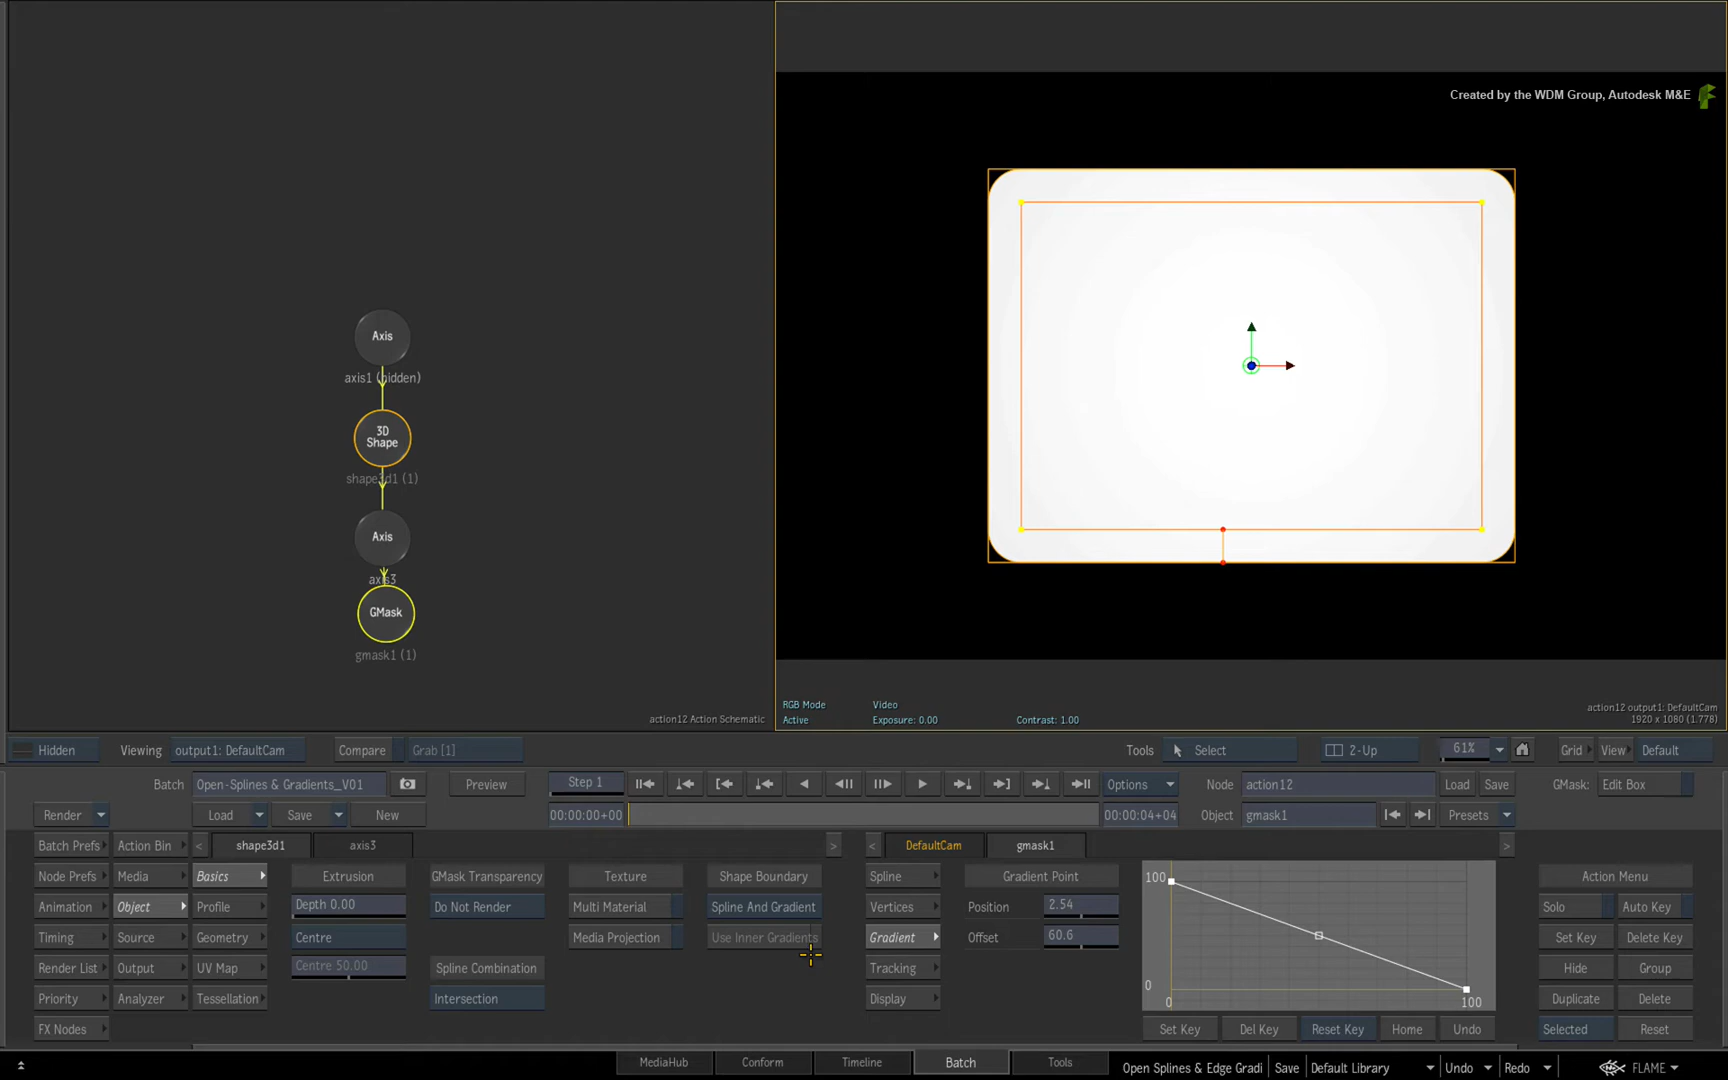 Created by the WDM Group, Autodesk M&E
Axis
axis1 (hidden)
3D
Shape
shape3d1 (1)
Axis
axis3
GMask
gmask1 (1)
action12 Action Schematic
RGB Mode Video
Active Exposure: 0.00 Contrast: 1.00
action12 output1: DefaultCam
1920 x 1080 (1.778)
Hidden Viewing output1: DefaultCam Compare Grab [1] Tools Select 2-Up 61% Grid View Default
Batch Open-Splines & Gradients_V01 Preview Step 1 Options Node action12 Load Save GMask: Edit Box
Render Load Save New 00:00:00+00 00:00:04+04 Object gmask1 Presets
Batch Prefs Action Bin < shape3d1 axis3 > < DefaultCam gmask1 >
Node Prefs Media Basics Extrusion GMask Transparency Texture Shape Boundary Spline Gradient Point 100 Action Menu
Animation Object Profile Depth 0.00 Do Not Render Multi Material Spline And Gradient Vertices Position 2.54 Solo Auto Key
Timing Source Geometry Centre Media Projection Use Inner Gradients Gradient Offset 60.6 Set Key Delete Key
Render List Output UV Map Centre 50.00 Spline Combination Tracking Hide Group
Priority Analyzer Tessellation Intersection Display 0 0 100 Duplicate Delete
FX Nodes Set Key Del Key Reset Key Home Undo Selected Reset
MediaHub Conform Timeline Batch Tools Open Splines & Edge Gradi Save Default Library Undo Redo FLAME